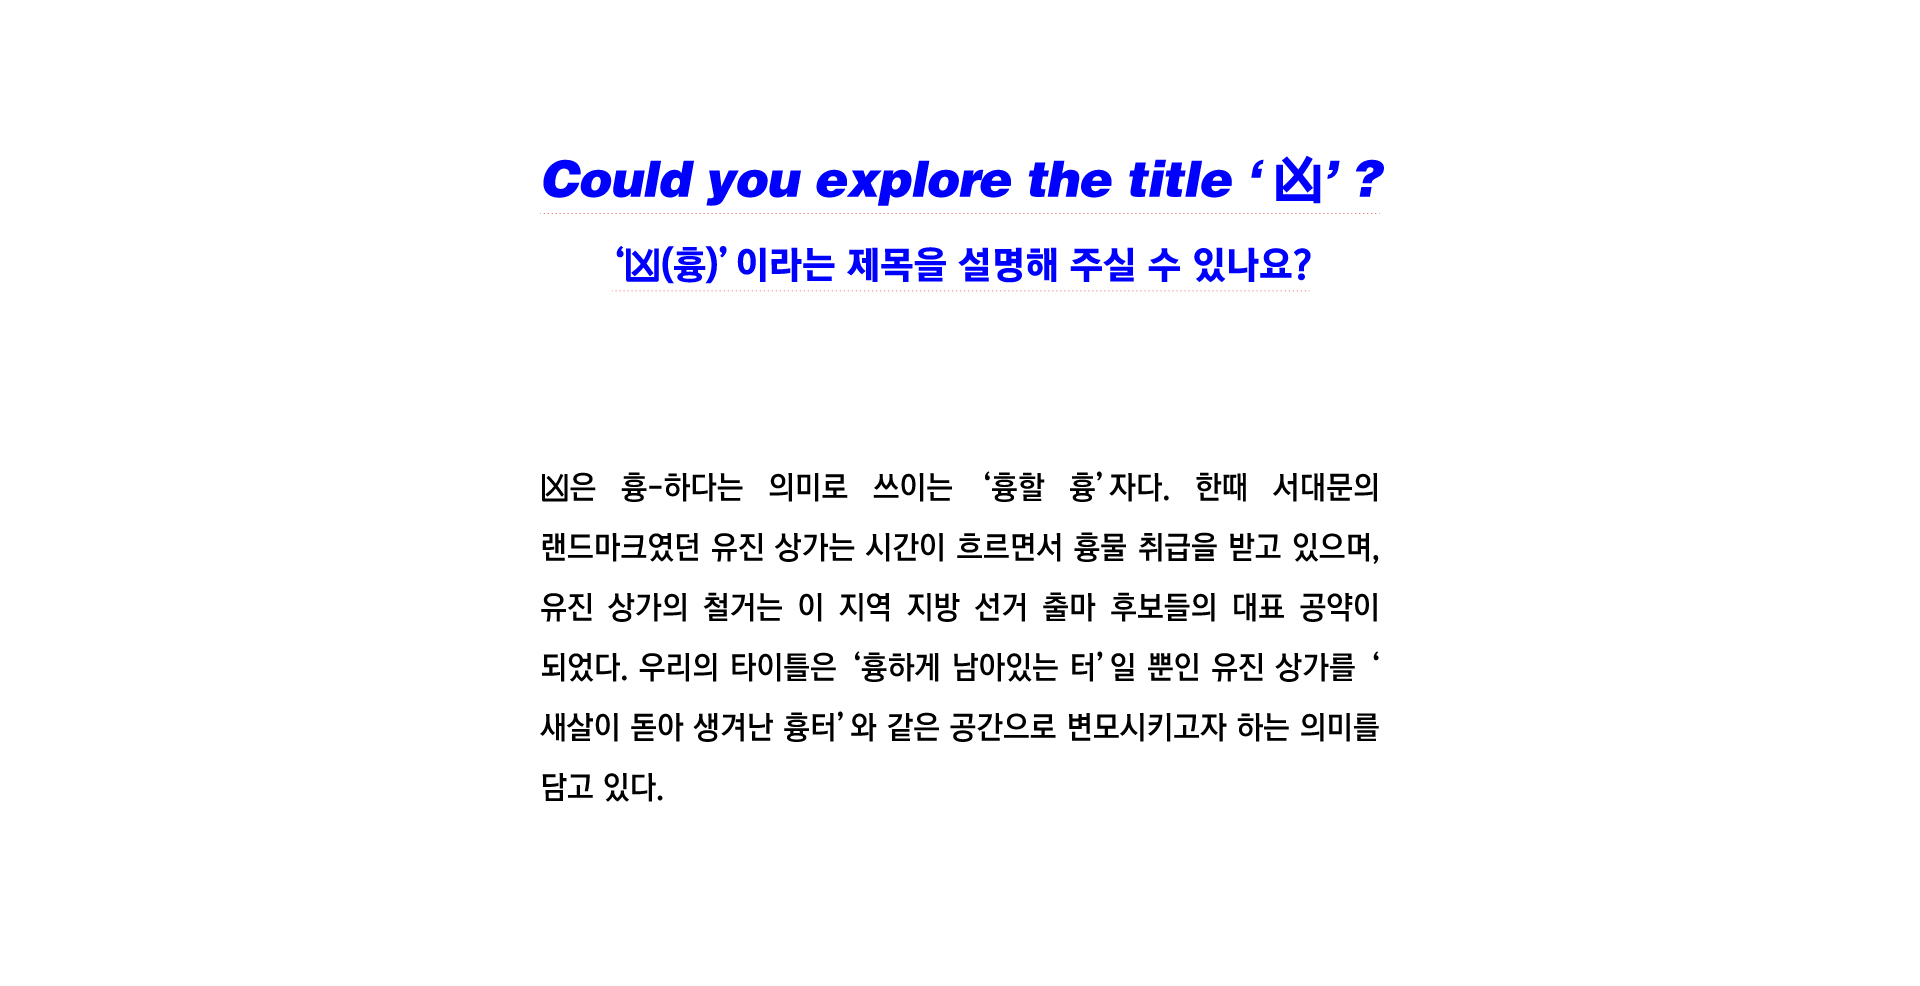 Could you explore the title ‘凶’ ?
‘凶(흉)’이라는 제목을 설명해 주실 수 있나요?
凶은 흉-하다는 의미로 쓰이는 ‘흉할 흉’자다. 한때 서대문의
랜드마크였던 유진 상가는 시간이 흐르면서 흉물 취급을 받고 있으며,
유진 상가의 철거는 이 지역 지방 선거 출마 후보들의 대표 공약이
되었다. 우리의 타이틀은 ‘흉하게 남아있는 터’일 뿐인 유진 상가를 ‘
새살이 돋아 생겨난 흉터’와 같은 공간으로 변모시키고자 하는 의미를
담고 있다.